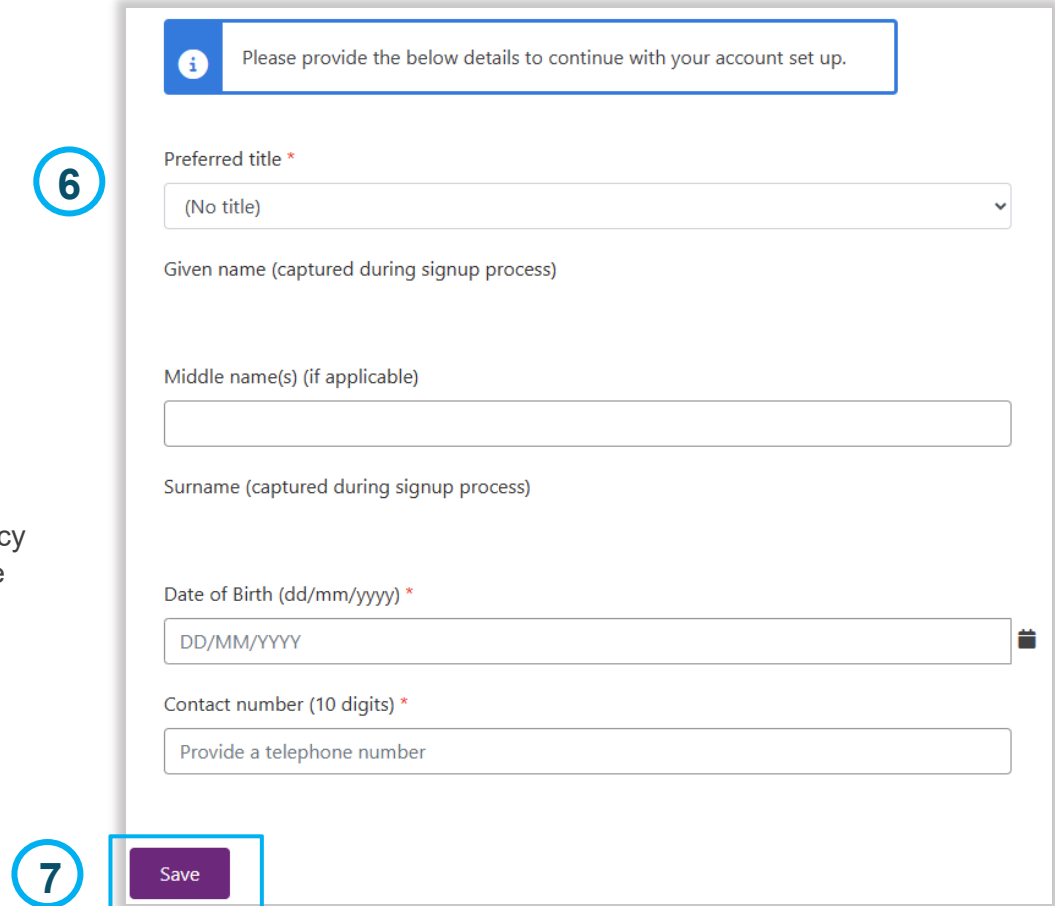 Please provide the below details to continue with your account set up.
6
Preferred title *
(No title)
Given name (captured during signup process)
Middle name(s) (if applicable)
Surname (captured during signup process)
cy
e
Date of Birth (dd/mm/yyyy) *
DD/MM/YYYY
Contact number (10 digits) *
Provide a telephone number
7
Save